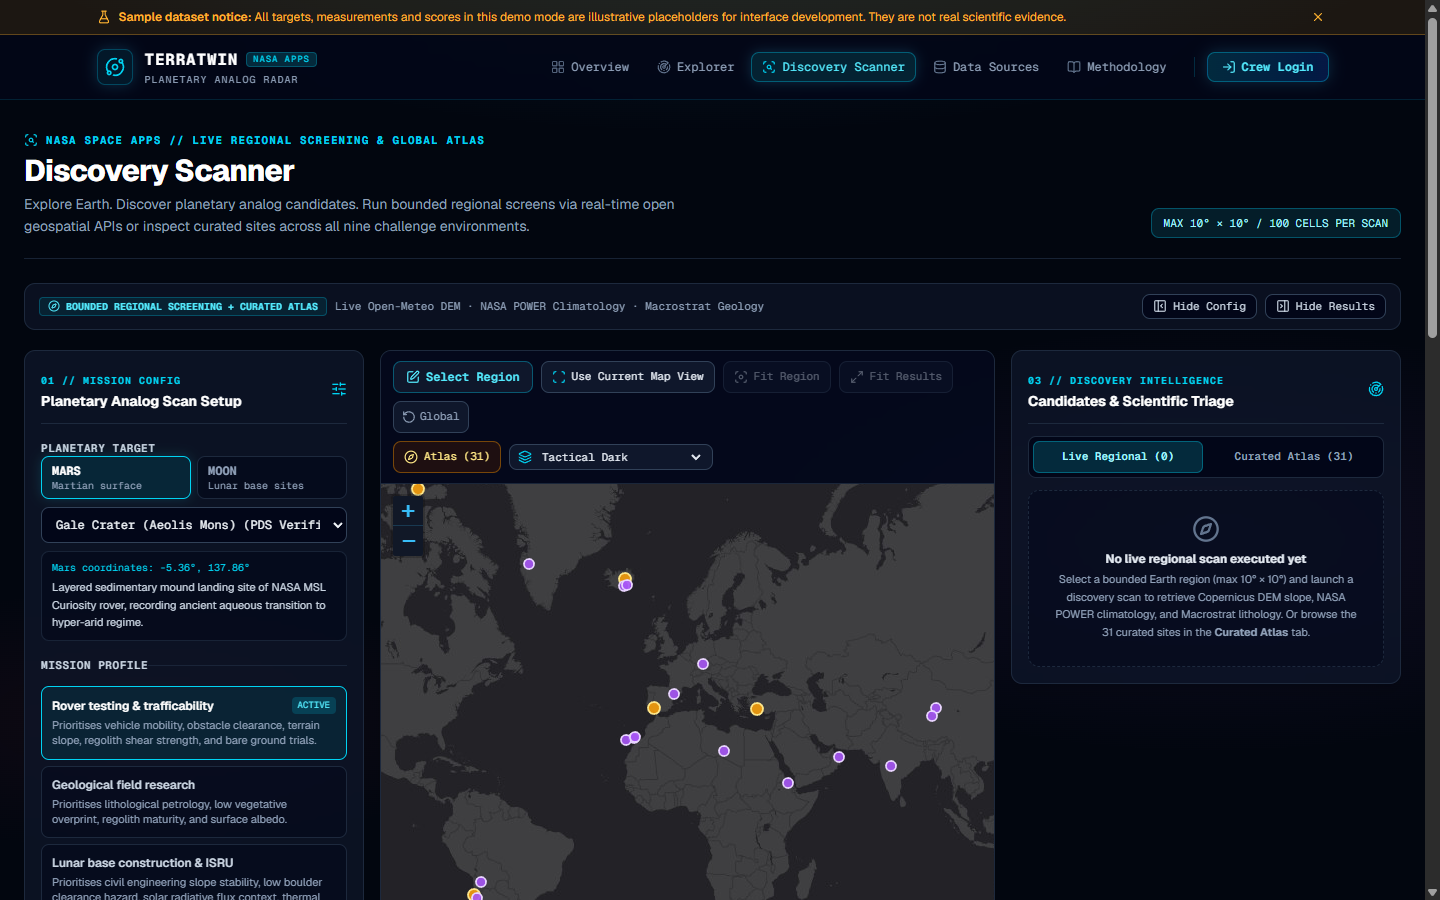 Sample dataset notice: All targets, measurements and scores in this demo mode are illustrative placeholders for interface development. They are not real scientific evidence.
TERRATWIN NASA APPS
PLANETARY ANALOG RADAR
Overview
Explorer
Discovery Scanner
Data Sources
Methodology
Crew Login
NASA SPACE APPS // LIVE REGIONAL SCREENING & GLOBAL ATLAS
Discovery Scanner
Explore Earth. Discover planetary analog candidates. Run bounded regional screens via real-time open
geospatial APIs or inspect curated sites across all nine challenge environments.
MAX 10° × 10° / 100 CELLS PER SCAN
BOUNDED REGIONAL SCREENING + CURATED ATLAS
Live Open-Meteo DEM · NASA POWER Climatology · Macrostrat Geology
Hide Config
Hide Results
01 // MISSION CONFIG
Planetary Analog Scan Setup
PLANETARY TARGET
MARS
Martian surface
MOON
Lunar base sites
Gale Crater (Aeolis Mons) (PDS Verifi
Mars coordinates: -5.36°, 137.86°
Layered sedimentary mound landing site of NASA MSL
Curiosity rover, recording ancient aqueous transition to
hyper-arid regime.
MISSION PROFILE
Rover testing & trafficability
ACTIVE
Prioritises vehicle mobility, obstacle clearance, terrain
slope, regolith shear strength, and bare ground trials.
Geological field research
Prioritises lithological petrology, low vegetative
overprint, regolith maturity, and surface albedo.
Lunar base construction & ISRU
Prioritises civil engineering slope stability, low boulder
clearance hazard, solar radiative flux context, thermal
Select Region
Use Current Map View
Fit Region
Fit Results
Global
Atlas (31)
Tactical Dark
+
−
03 // DISCOVERY INTELLIGENCE
Candidates & Scientific Triage
Live Regional (0)
Curated Atlas (31)
No live regional scan executed yet
Select a bounded Earth region (max 10° × 10°) and launch a
discovery scan to retrieve Copernicus DEM slope, NASA
POWER climatology, and Macrostrat lithology. Or browse the
31 curated sites in the Curated Atlas tab.